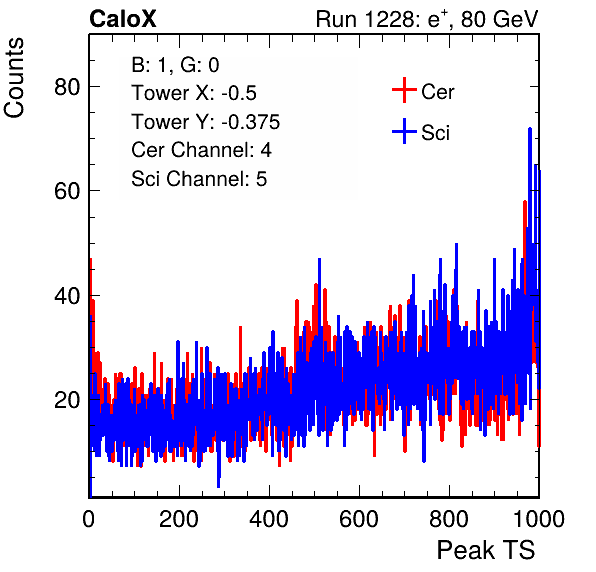 CaloX Run 1228: e⁺, 80 GeV
Counts
B: 1, G: 0
Tower X: -0.5
Tower Y: -0.375
Cer Channel: 4
Sci Channel: 5
Cer
Sci
80
60
40
20
0 200 400 600 800 1000
Peak TS